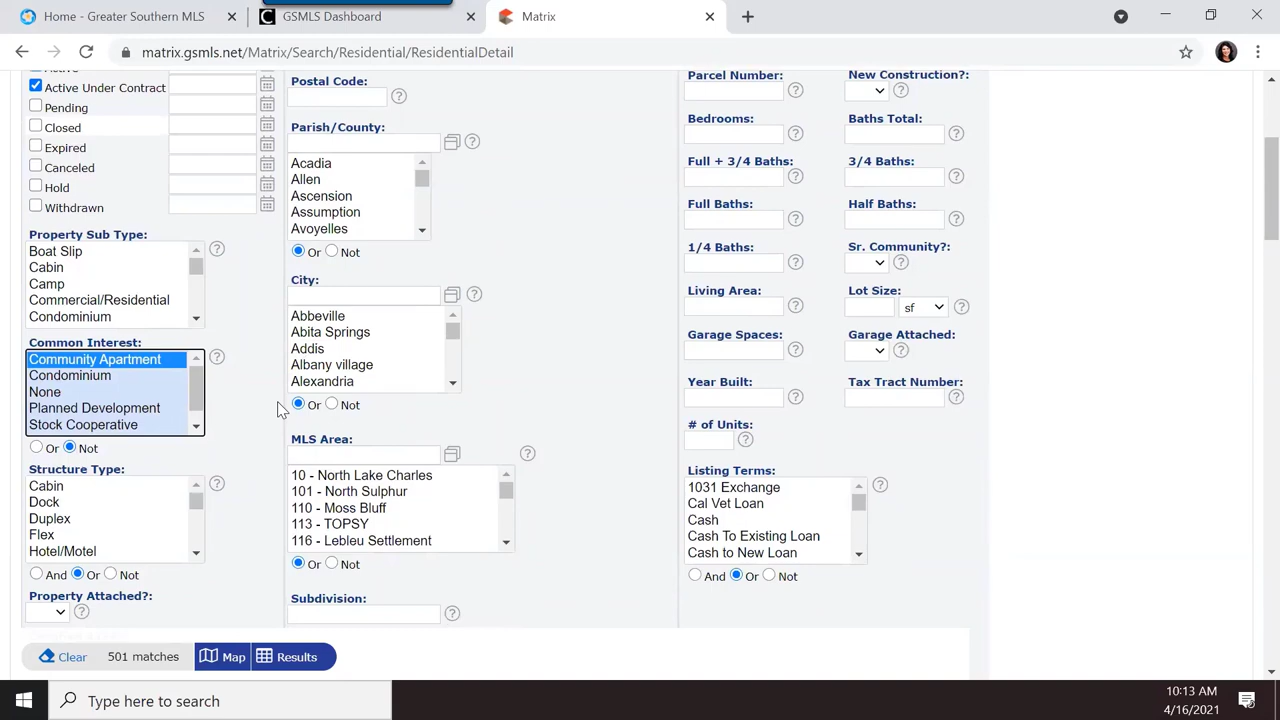 Home - Greater Southern MLS
GSMLS Dashboard
Matrix
matrix.gsmls.net/Matrix/Search/Residential/ResidentialDetail
Active Under Contract
Pending
Closed
Expired
Canceled
Hold
Withdrawn
Property Sub Type:
Boat Slip
Cabin
Camp
Commercial/Residential
Condominium
Common Interest:
Community Apartment
Condominium
None
Planned Development
Stock Cooperative
Or Not
Structure Type:
Cabin
Dock
Duplex
Flex
Hotel/Motel
And Or Not
Property Attached?:
Postal Code:
Parish/County:
Acadia
Allen
Ascension
Assumption
Avoyelles
Or Not
City:
Abbeville
Abita Springs
Addis
Albany village
Alexandria
Or Not
MLS Area:
10 - North Lake Charles
101 - North Sulphur
110 - Moss Bluff
113 - TOPSY
116 - Lebleu Settlement
Or Not
Subdivision:
Parcel Number: New Construction?:
Bedrooms: Baths Total:
Full + 3/4 Baths: 3/4 Baths:
Full Baths: Half Baths:
1/4 Baths: Sr. Community?:
Living Area: Lot Size:
sf
Garage Spaces: Garage Attached:
Year Built: Tax Tract Number:
# of Units:
Listing Terms:
1031 Exchange
Cal Vet Loan
Cash
Cash To Existing Loan
Cash to New Loan
And Or Not
Clear 501 matches Map Results
Type here to search
10:13 AM
4/16/2021